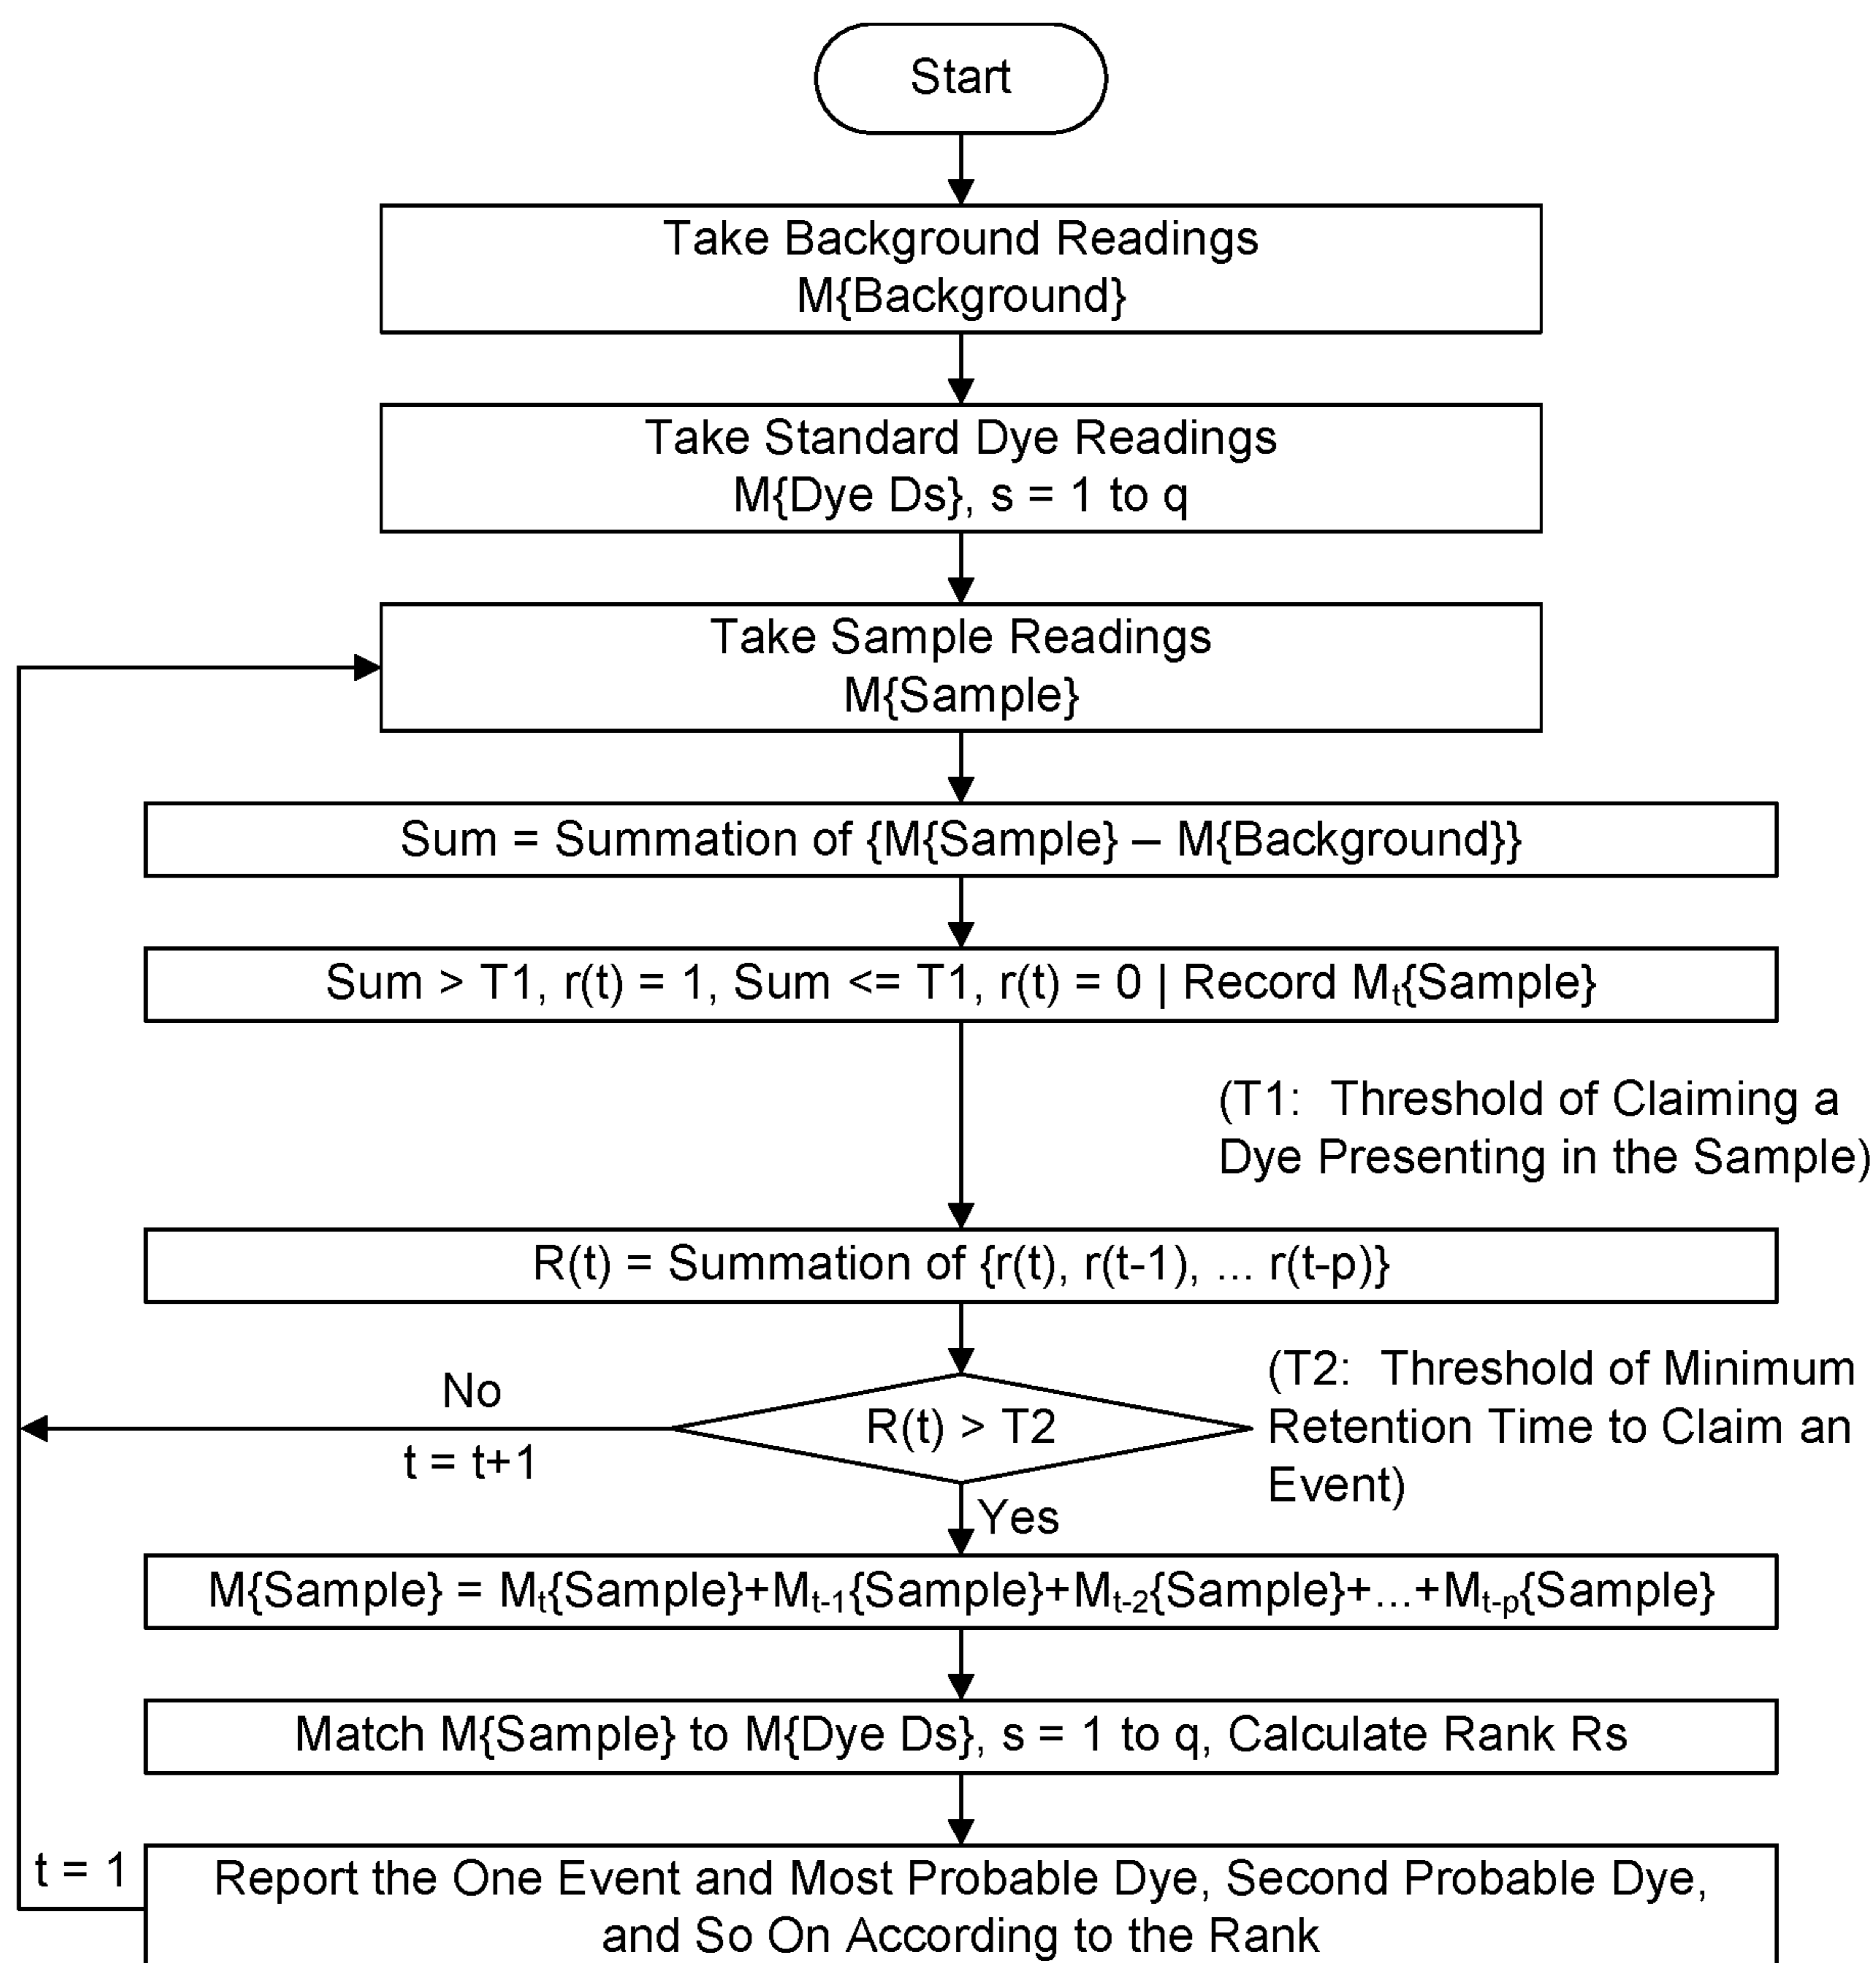 Start
Take Background Readings
M{Background}
Take Standard Dye Readings
M{Dye Ds}, s = 1 to q
Take Sample Readings
M{Sample}
Sum = Summation of {M{Sample} – M{Background}}
Sum > T1, r(t) = 1, Sum <= T1, r(t) = 0 | Record Mₜ{Sample}
(T1: Threshold of Claiming a
Dye Presenting in the Sample)
R(t) = Summation of {r(t), r(t-1), ... r(t-p)}
(T2: Threshold of Minimum
Retention Time to Claim an
Event)
No
R(t) > T2
t = t+1
Yes
M{Sample} = Mₜ{Sample}+Mₜ₋₁{Sample}+Mₜ₋₂{Sample}+...+Mₜ₋ₚ{Sample}
Match M{Sample} to M{Dye Ds}, s = 1 to q, Calculate Rank Rs
t = 1
Report the One Event and Most Probable Dye, Second Probable Dye,
and So On According to the Rank